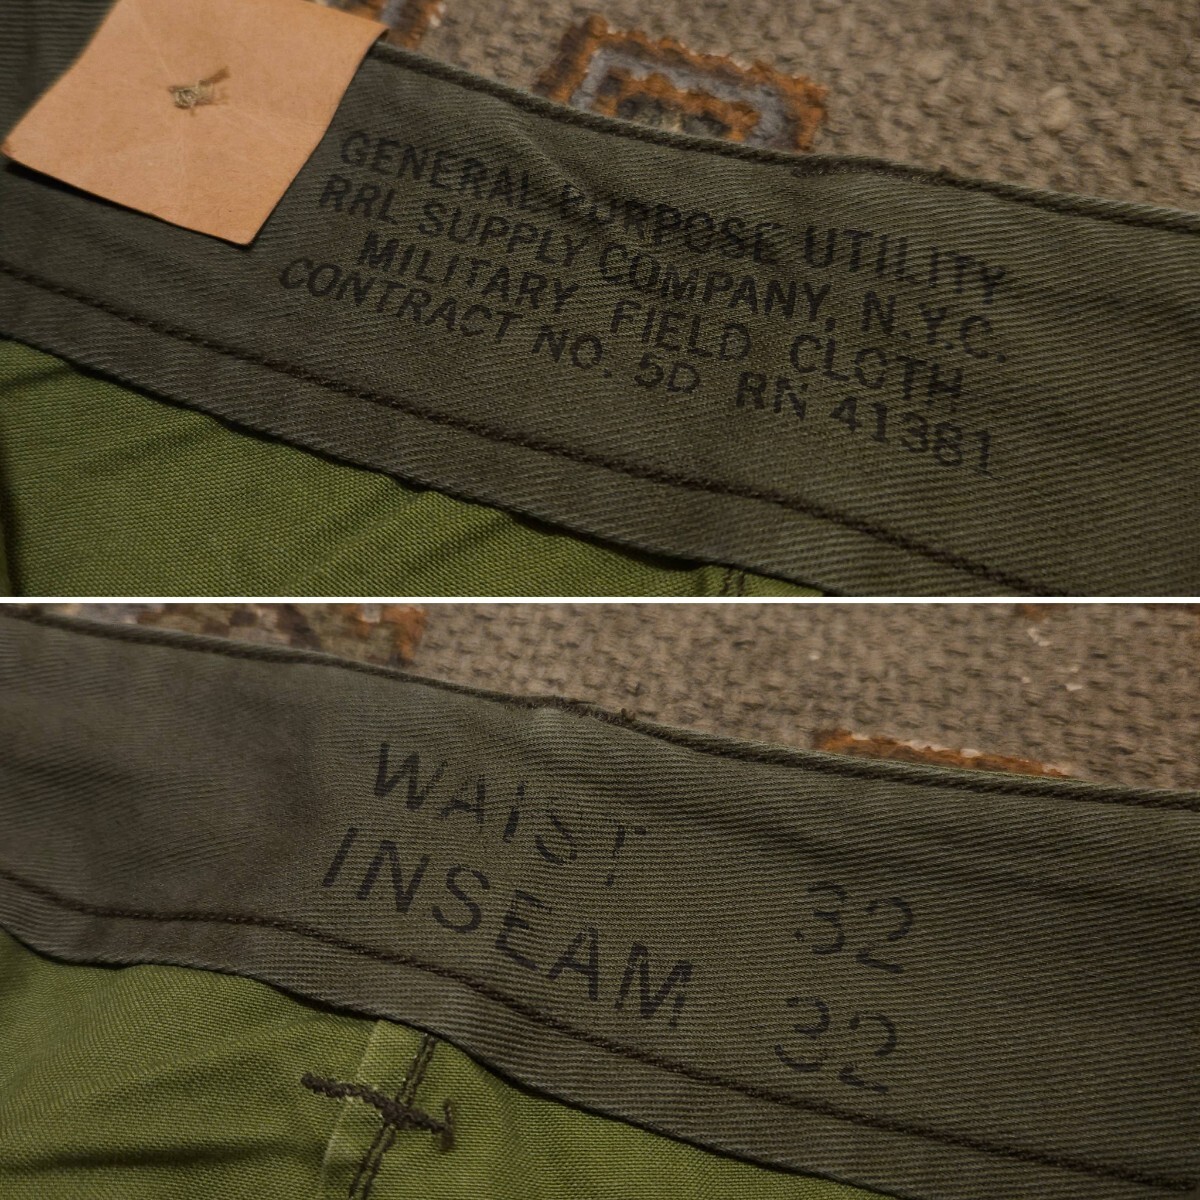 GENERAL PURPOSE UTILITY
RRL SUPPLY COMPANY, N.Y.C.
MILITARY FIELD CLOTH
CONTRACT NO. 5D RN 41381
WAIST 32
INSEAM 32